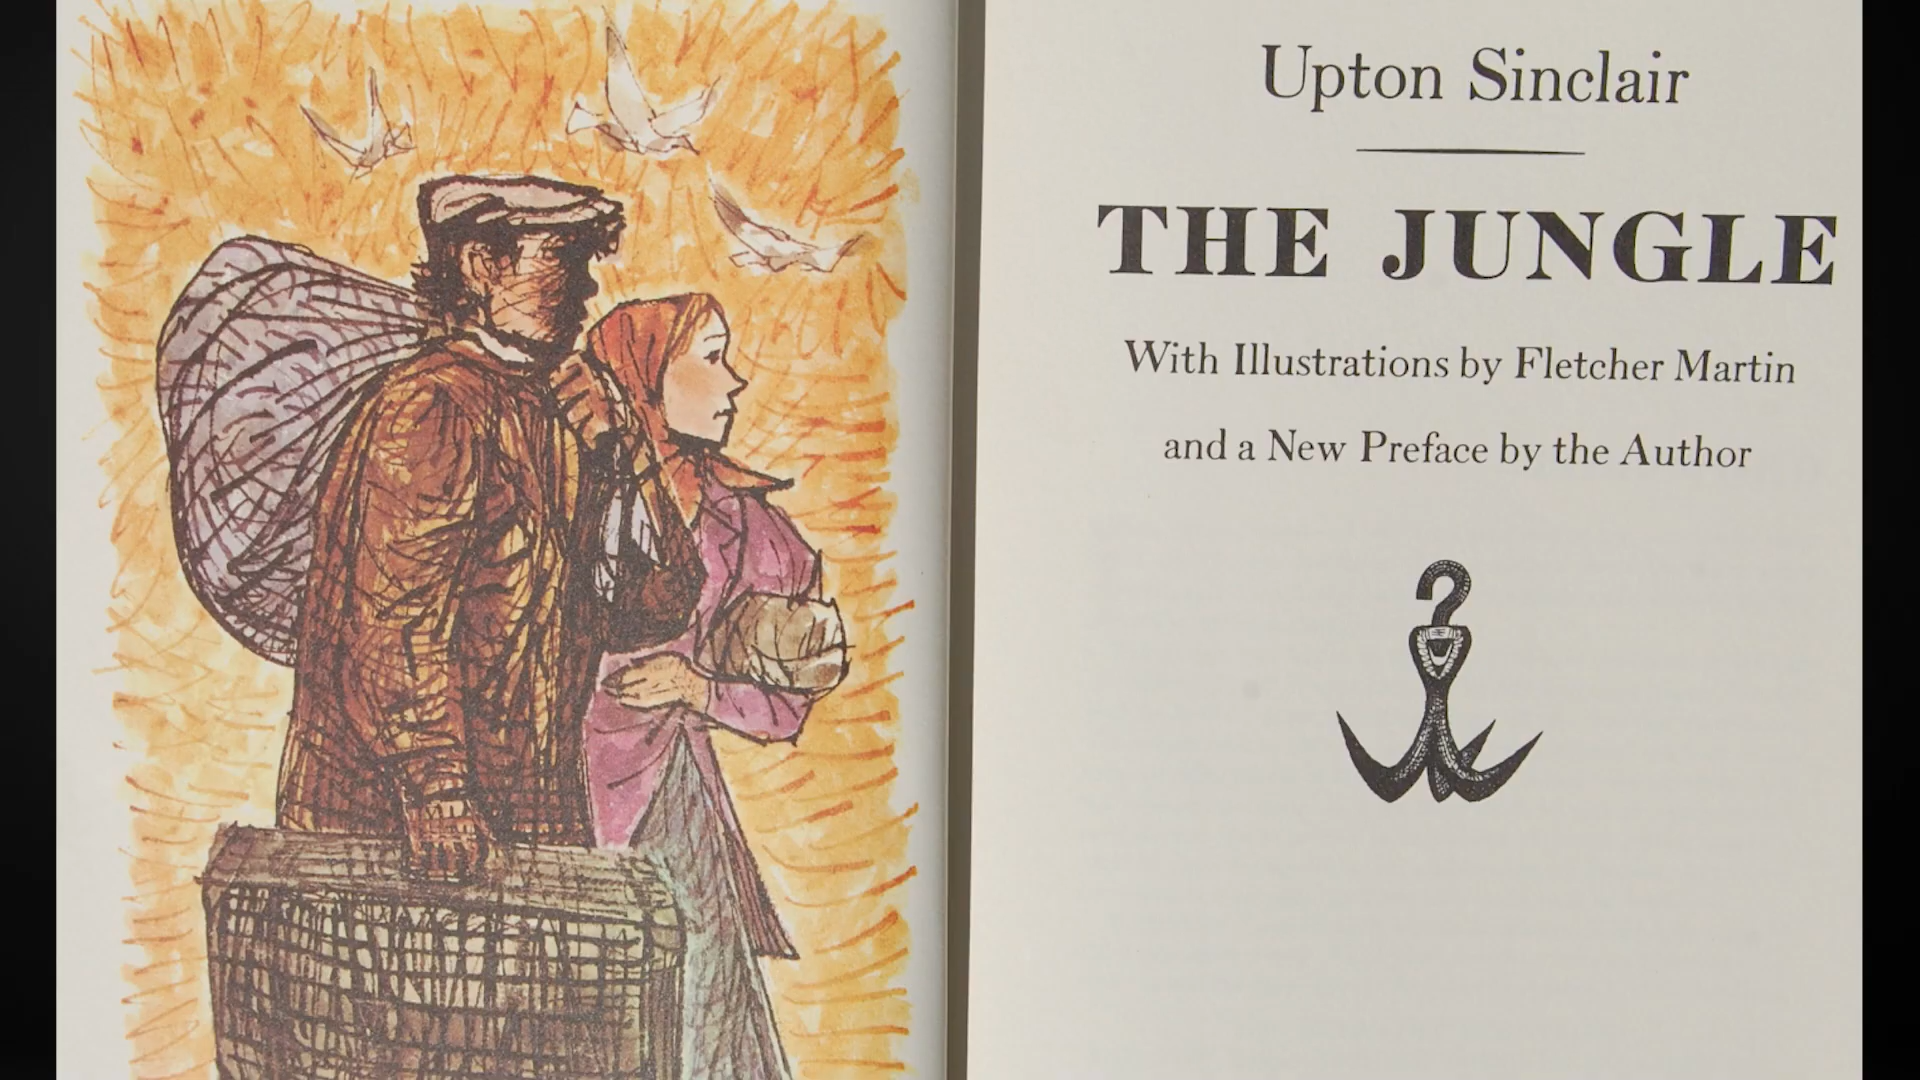 Upton Sinclair
THE JUNGLE
With Illustrations by Fletcher Martin
and a New Preface by the Author